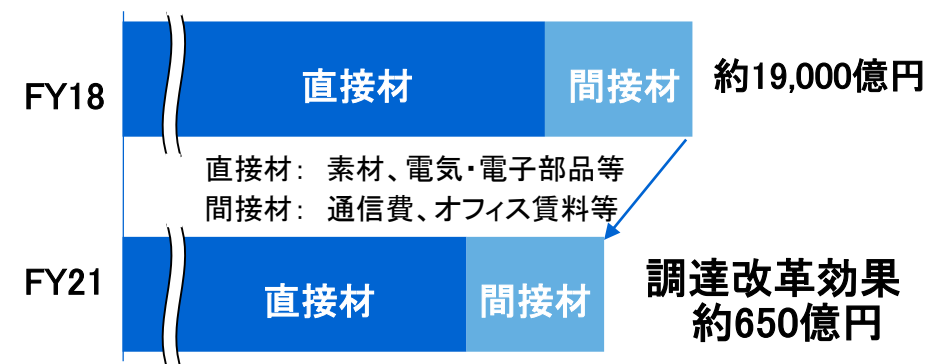 FY18
直接材
間接材
約19,000億円
直接材： 素材、電気・電子部品等
間接材： 通信費、オフィス賃料等
FY21
直接材
間接材
調達改革効果
約650億円